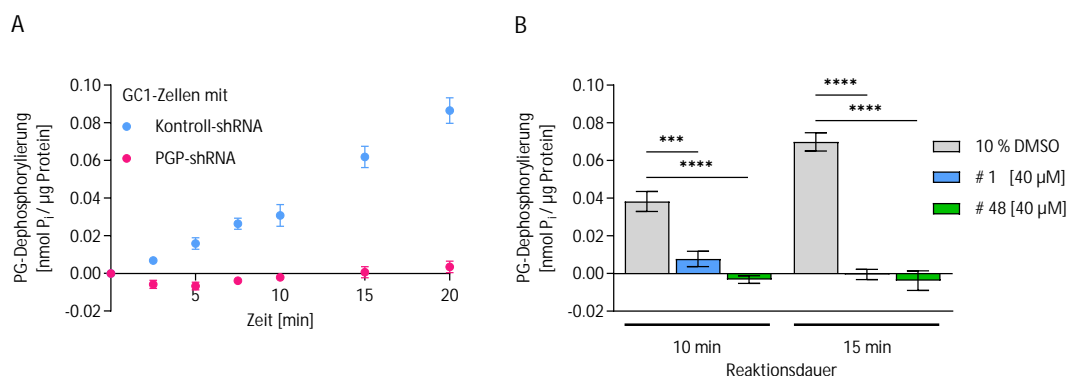 A
PG-Dephosphorylierung
[nmol Pi / µg Protein]
0.10
0.08
0.06
0.04
0.02
0.00
-0.02
GC1-Zellen mit
Kontroll-shRNA
PGP-shRNA
5
10
15
20
Zeit [min]
B
PG-Dephosphorylierung
[nmol Pi / µg Protein]
0.10
0.08
0.06
0.04
0.02
0.00
-0.02
***
****
****
****
10 % DMSO
# 1 [40 µM]
# 48 [40 µM]
10 min
15 min
Reaktionsdauer